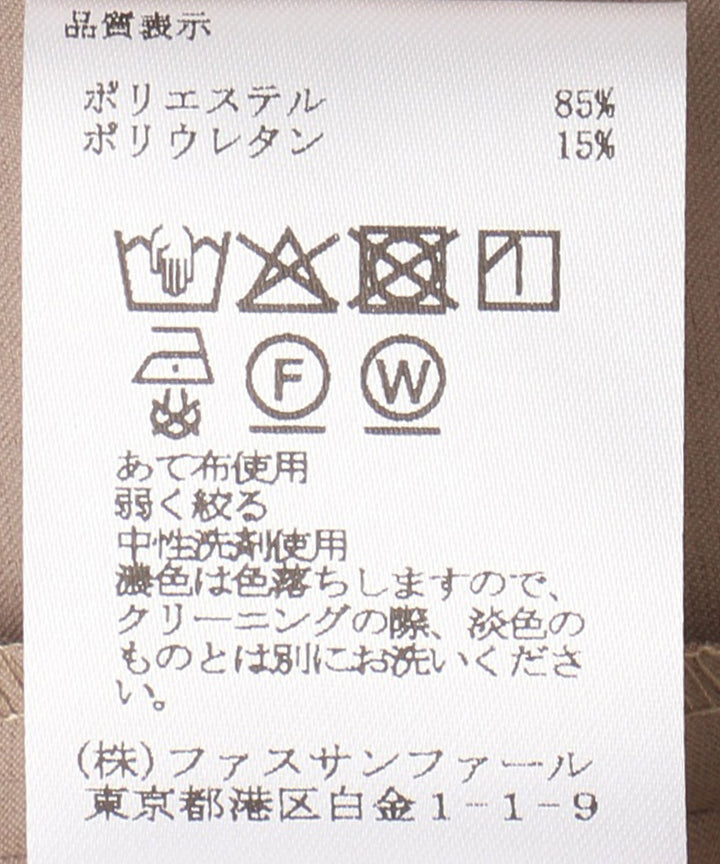 品質表示
ポリエステル 85%
ポリウレタン 15%
F W
あて布使用
弱く絞る
中性洗剤使用
濃色は色落ちしますので、
クリーニングの際、淡色の
ものとは別にお洗いくださ
い。
(株)ファスサンファール
東京都港区白金1-1-9